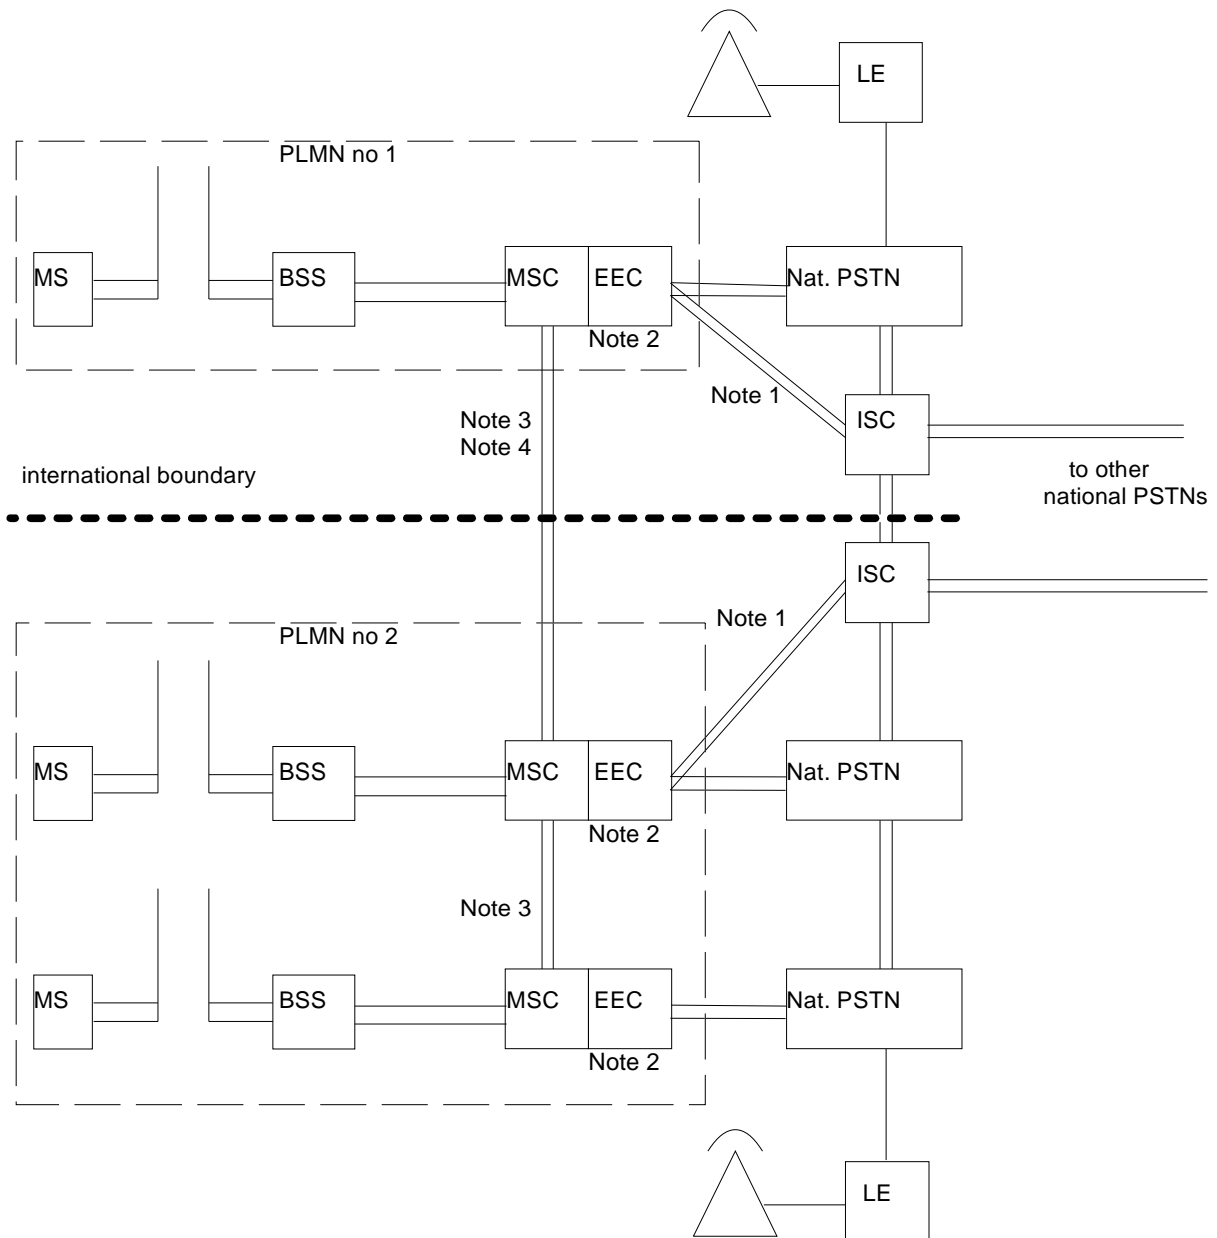 LE
PLMN no 1
MS
BSS
MSC
EEC
Nat. PSTN
Note 2
Note 1
Note 3
Note 4
ISC
international boundary
to other
national PSTNs
ISC
Note 1
PLMN no 2
MS
BSS
MSC
EEC
Nat. PSTN
Note 2
Note 3
MS
BSS
MSC
EEC
Nat. PSTN
Note 2
LE